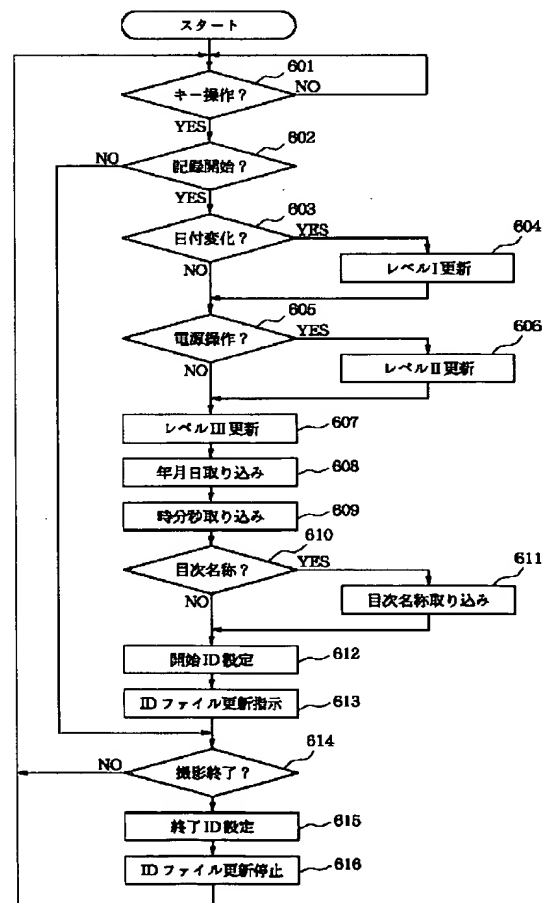 スタート
601
キー操作?
NO
YES
602
NO
記録開始?
YES
603
日付変化?
YES
604
NO
レベルI更新
605
電源操作?
YES
606
NO
レベルII更新
レベルIII更新
607
年月日取り込み
608
時分秒取り込み
609
610
目次名称?
YES
611
NO
目次名称取り込み
開始ID設定
612
IDファイル更新指示
613
614
NO
撮影終了?
終了ID設定
615
IDファイル更新停止
616